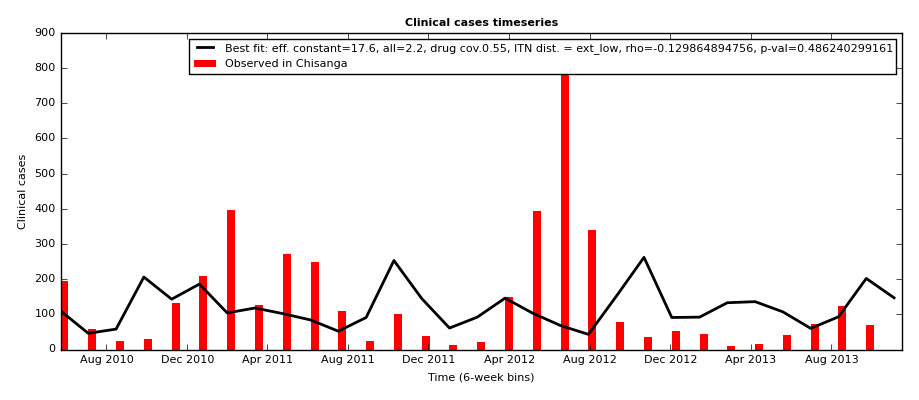 Clinical cases timeseries
Best fit: eff. constant=17.6, all=2.2, drug cov.0.55, ITN dist. = ext_low, rho=-0.129864894756, p-val=0.486240299161
Observed in Chisanga
900
800
700
600
500
400
300
200
100
0
Clinical cases
Aug 2010 Dec 2010 Apr 2011 Aug 2011 Dec 2011 Apr 2012 Aug 2012 Dec 2012 Apr 2013 Aug 2013
Time (6-week bins)